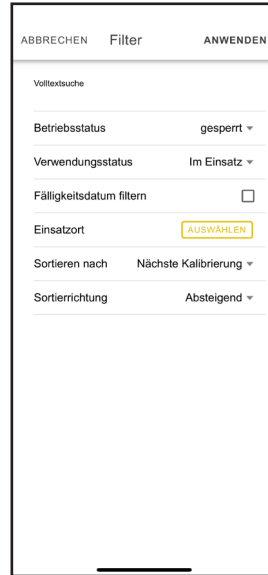 ABBRECHEN Filter ANWENDEN
Volltextsuche
Betriebsstatus gesperrt
Verwendungsstatus Im Einsatz
Fälligkeitsdatum filtern
Einsatzort AUSWÄHLEN
Sortieren nach Nächste Kalibrierung
Sortierrichtung Absteigend